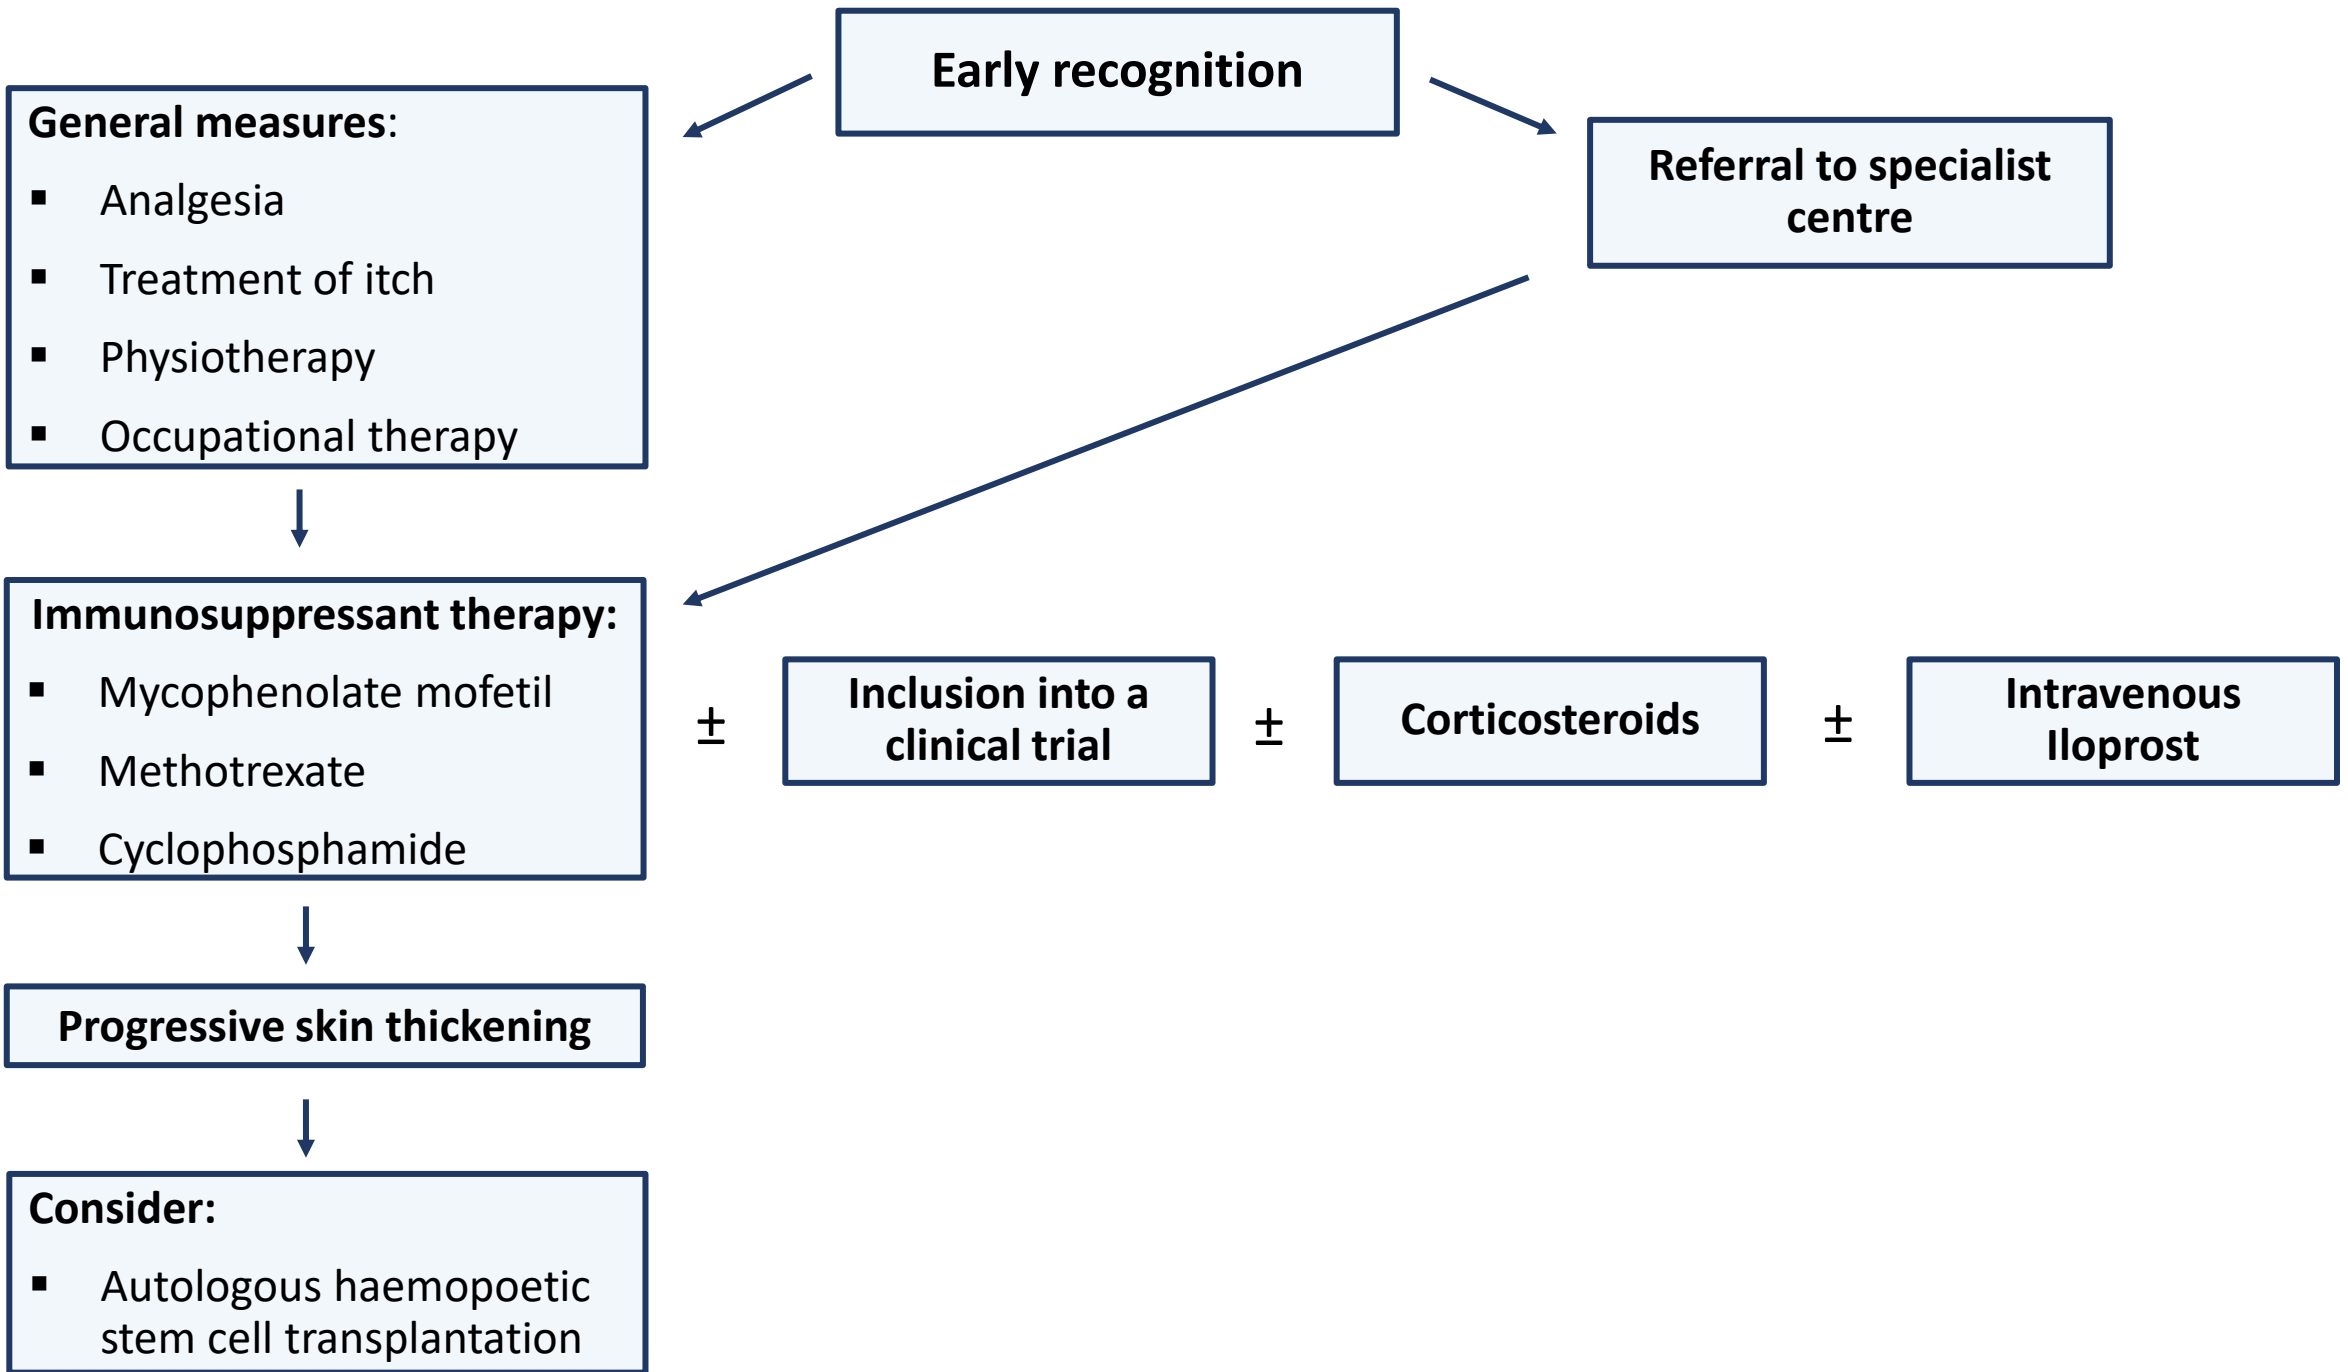 Early recognition
General measures:
▪ Analgesia
▪ Treatment of itch
▪ Physiotherapy
▪ Occupational therapy
Referral to specialist
centre
Immunosuppressant therapy:
▪ Mycophenolate mofetil
▪ Methotrexate
▪ Cyclophosphamide
±
Inclusion into a
clinical trial
±
Corticosteroids
±
Intravenous
Iloprost
Progressive skin thickening
Consider:
▪ Autologous haemopoetic
stem cell transplantation